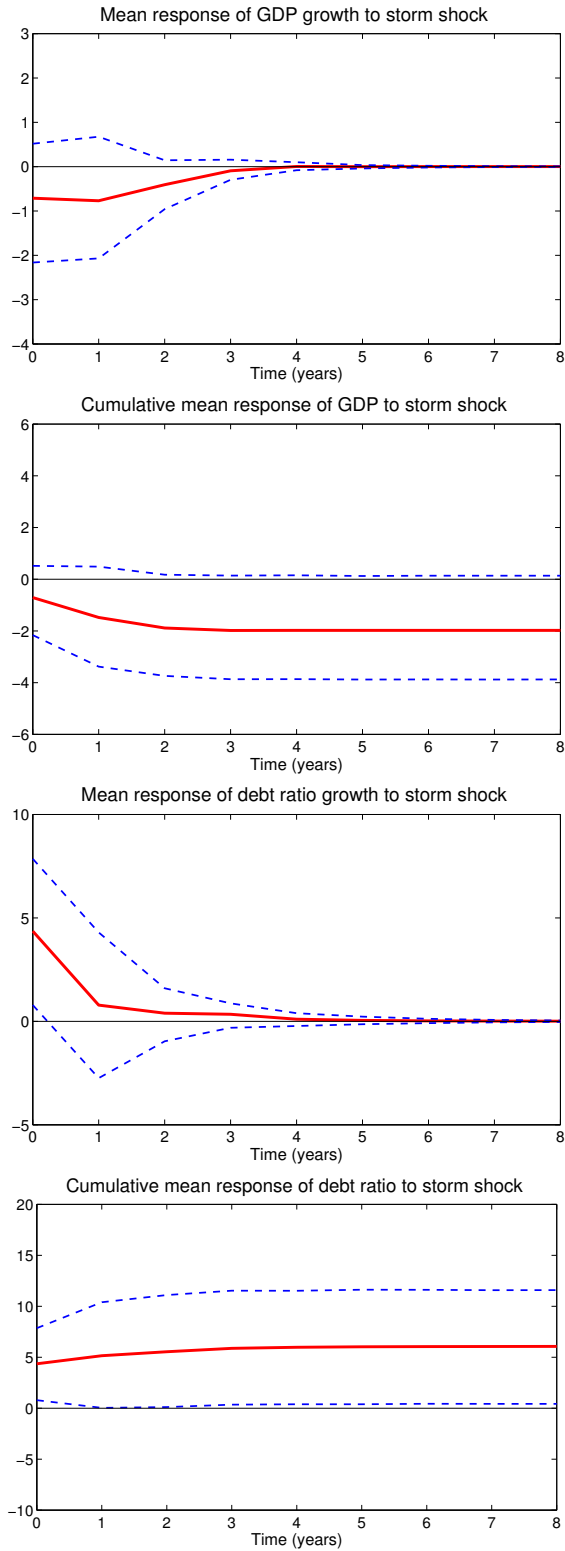 Mean response of GDP growth to storm shock
3
2
1
0
−1
−2
−3
−4
0 1 2 3 4 5 6 7 8
Time (years)
Cumulative mean response of GDP to storm shock
6
4
2
0
−2
−4
−6
0 1 2 3 4 5 6 7 8
Time (years)
Mean response of debt ratio growth to storm shock
10
5
0
−5
0 1 2 3 4 5 6 7 8
Time (years)
Cumulative mean response of debt ratio to storm shock
20
15
10
5
0
−5
−10
0 1 2 3 4 5 6 7 8
Time (years)